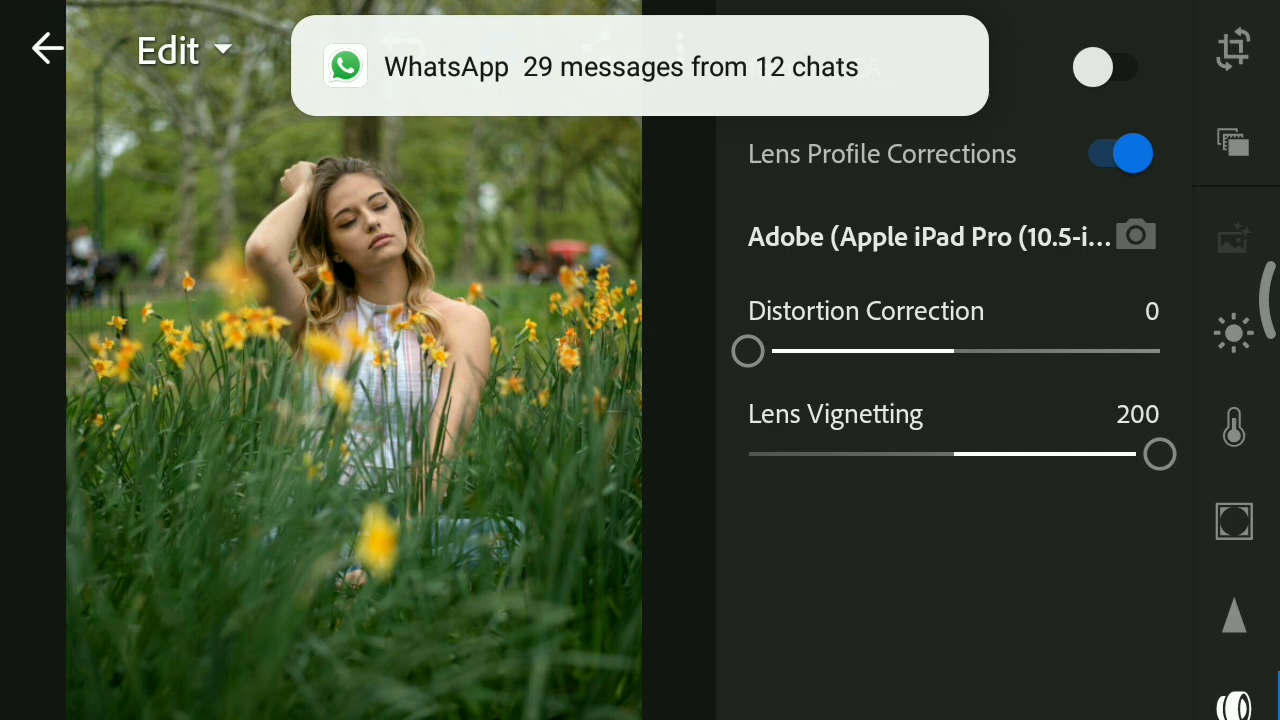 Edit
WhatsApp 29 messages from 12 chats
Lens Profile Corrections
Adobe (Apple iPad Pro (10.5-i...
Distortion Correction 0
Lens Vignetting 200